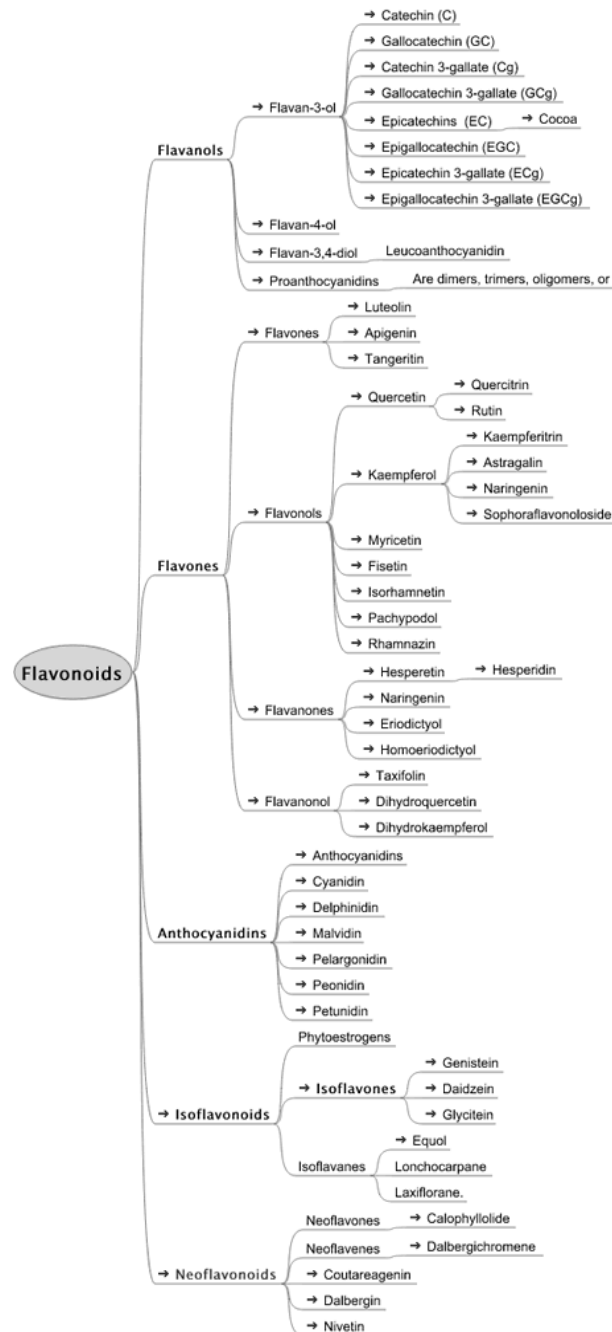 Catechin (C)
Gallocatechin (GC)
Catechin 3-gallate (Cg)
Gallocatechin 3-gallate (GCg)
Flavan-3-ol
Epicatechins (EC)
Cocoa
Epigallocatechin (EGC)
Flavanols
Epicatechin 3-gallate (ECg)
Epigallocatechin 3-gallate (EGCg)
Flavan-4-ol
Flavan-3,4-diol
Leucoanthocyanidin
Proanthocyanidins
Are dimers, trimers, oligomers, or
Luteolin
Flavones
Apigenin
Tangeritin
Quercetin
Quercitrin
Rutin
Kaempferol
Kaempferitrin
Astragalin
Naringenin
Sophoraflavonoloside
Flavonols
Myricetin
Flavones
Fisetin
Isorhamnetin
Pachypodol
Rhamnazin
Flavonoids
Hesperetin
Hesperidin
Naringenin
Flavanones
Eriodictyol
Homoeriodictyol
Taxifolin
Flavanonol
Dihydroquercetin
Dihydrokaempferol
Anthocyanidins
Cyanidin
Delphinidin
Anthocyanidins
Malvidin
Pelargonidin
Peonidin
Petunidin
Phytoestrogens
Genistein
Isoflavones
Daidzein
Glycitein
Isoflavonoids
Equol
Isoflavanes
Lonchocarpane
Laxiflorane.
Neoflavones
Calophyllolide
Neoflavenes
Dalbergichromene
Neoflavonoids
Coutareagenin
Dalbergin
Nivetin